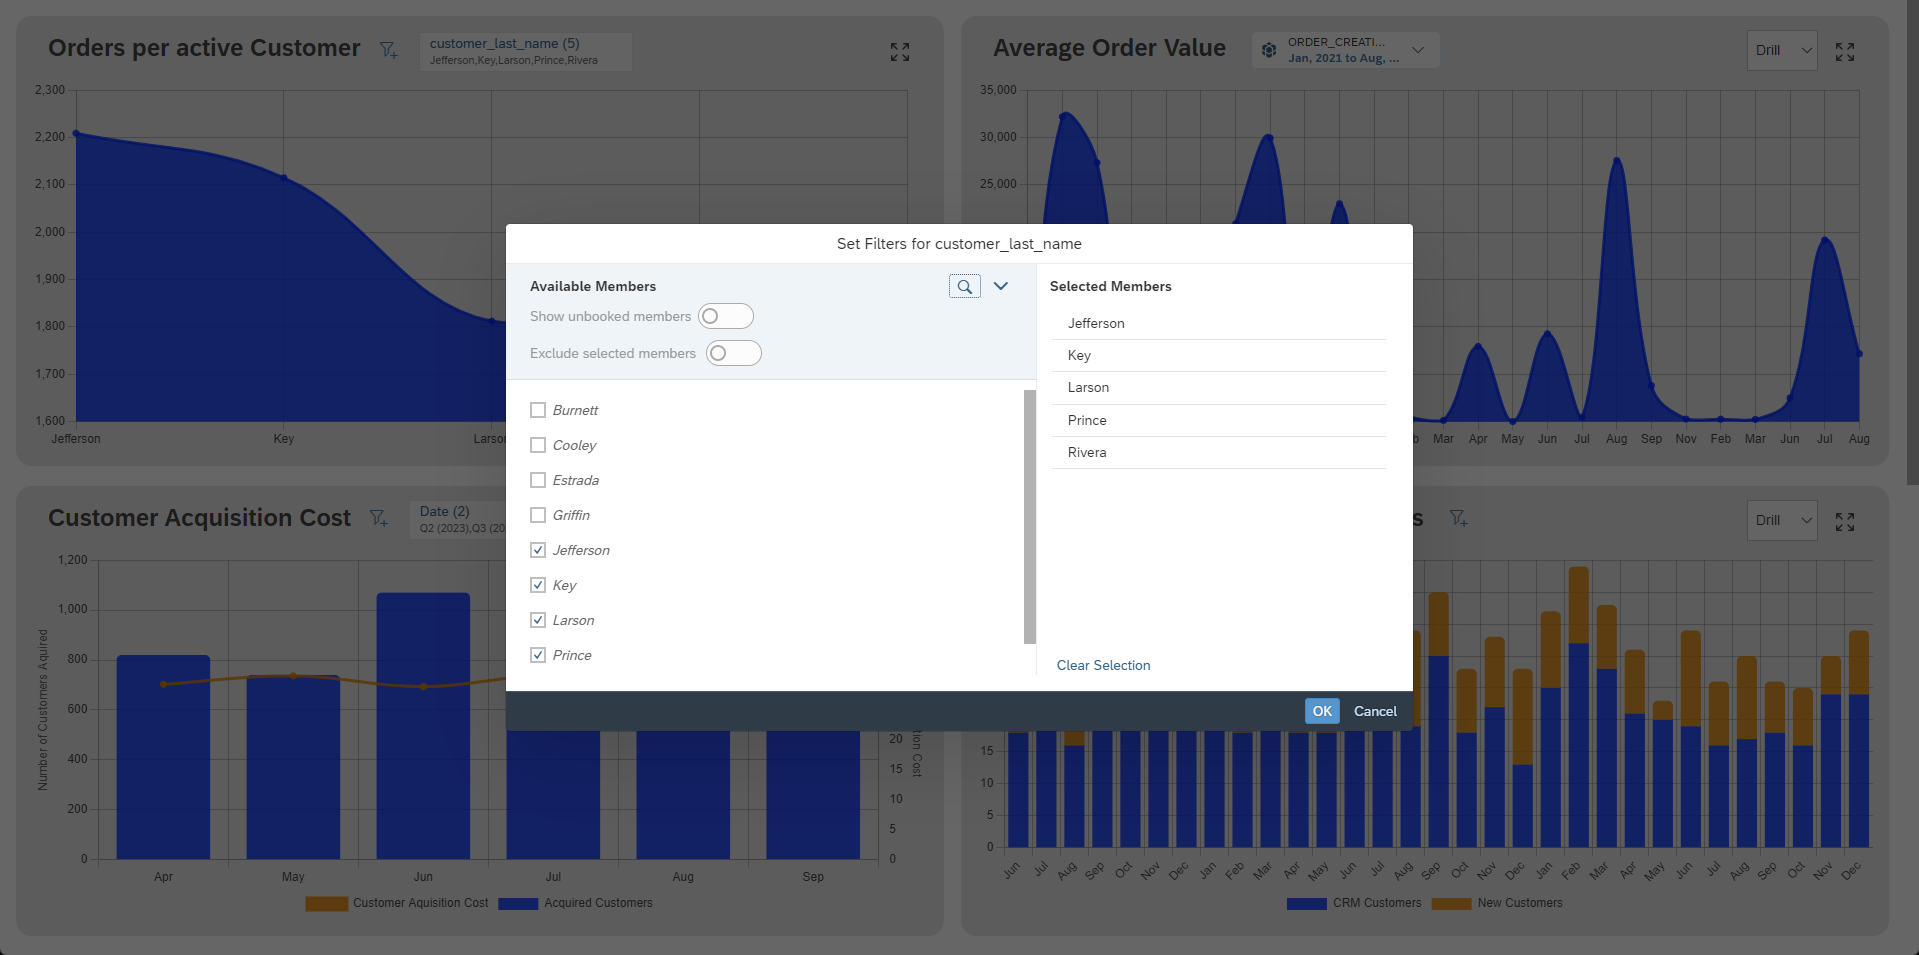 Orders per active Customer
customer_last_name (5)
Jefferson,Key,Larson,Prince,Rivera
2,300
2,200
2,100
2,000
1,900
1,800
1,700
1,600
Jefferson
Key
Larson
Average Order Value
ORDER_CREATI...
Jan, 2021 to Aug, ...
Drill
35,000
30,000
25,000
Mar Apr May Jun Jul Aug Sep Nov Feb Mar Jun Jul Aug
Set Filters for customer_last_name
Available Members
Show unbooked members
Exclude selected members
Burnett
Cooley
Estrada
Griffin
Jefferson
Key
Larson
Prince
Selected Members
Jefferson
Key
Larson
Prince
Rivera
Clear Selection
OK
Cancel
Customer Acquisition Cost
Date (2)
Q2 (2023),Q3 (20
Number of Customers Aquired
1,200
1,000
800
600
400
200
0
Apr May Jun Jul Aug Sep
20
15
10
5
0
tion Cost
Customer Aquisition Cost
Acquired Customers
s
Drill
15
10
5
0
Jun Jul Aug Sep Oct Nov Dec Jan Feb Mar Apr May Jun Jul Aug Sep Oct Nov Dec Jan Feb Mar Apr May Jun Jul Aug Sep Oct Nov Dec
CRM Customers
New Customers